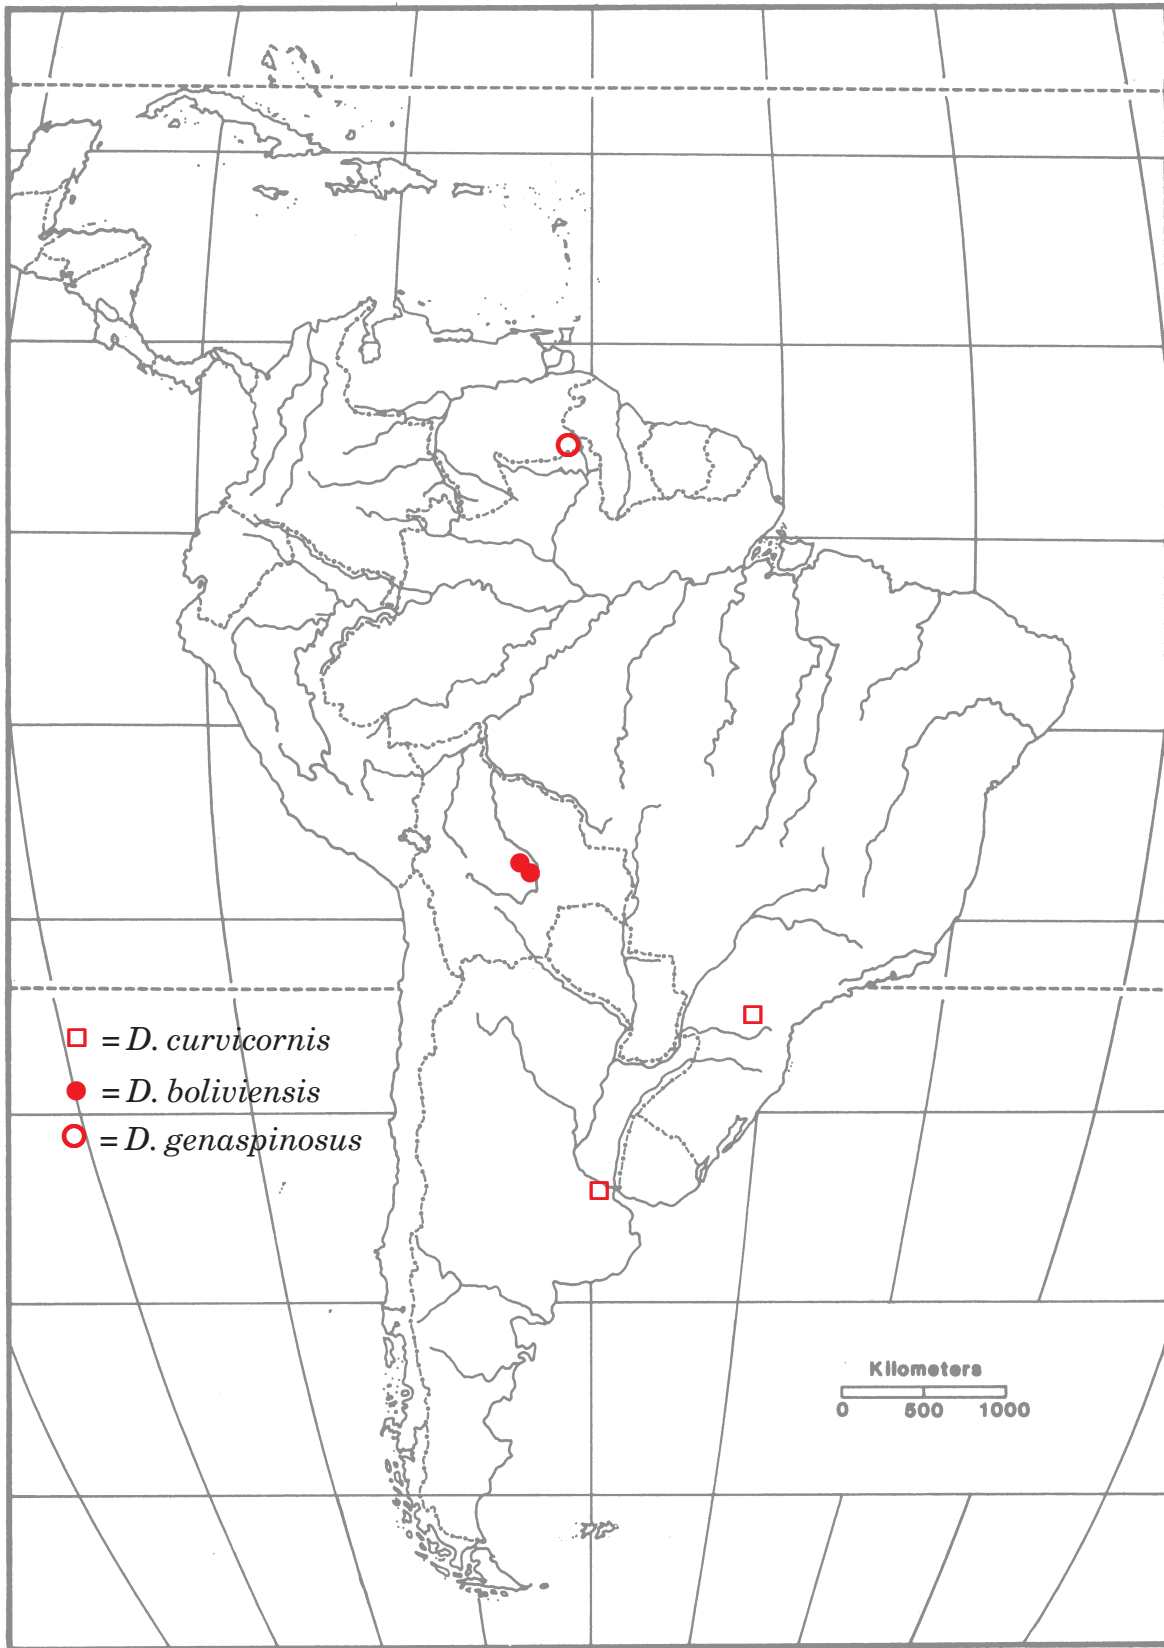 = D. curvicornis
= D. boliviensis
= D. genaspinosus
Kilometers
0 500 1000